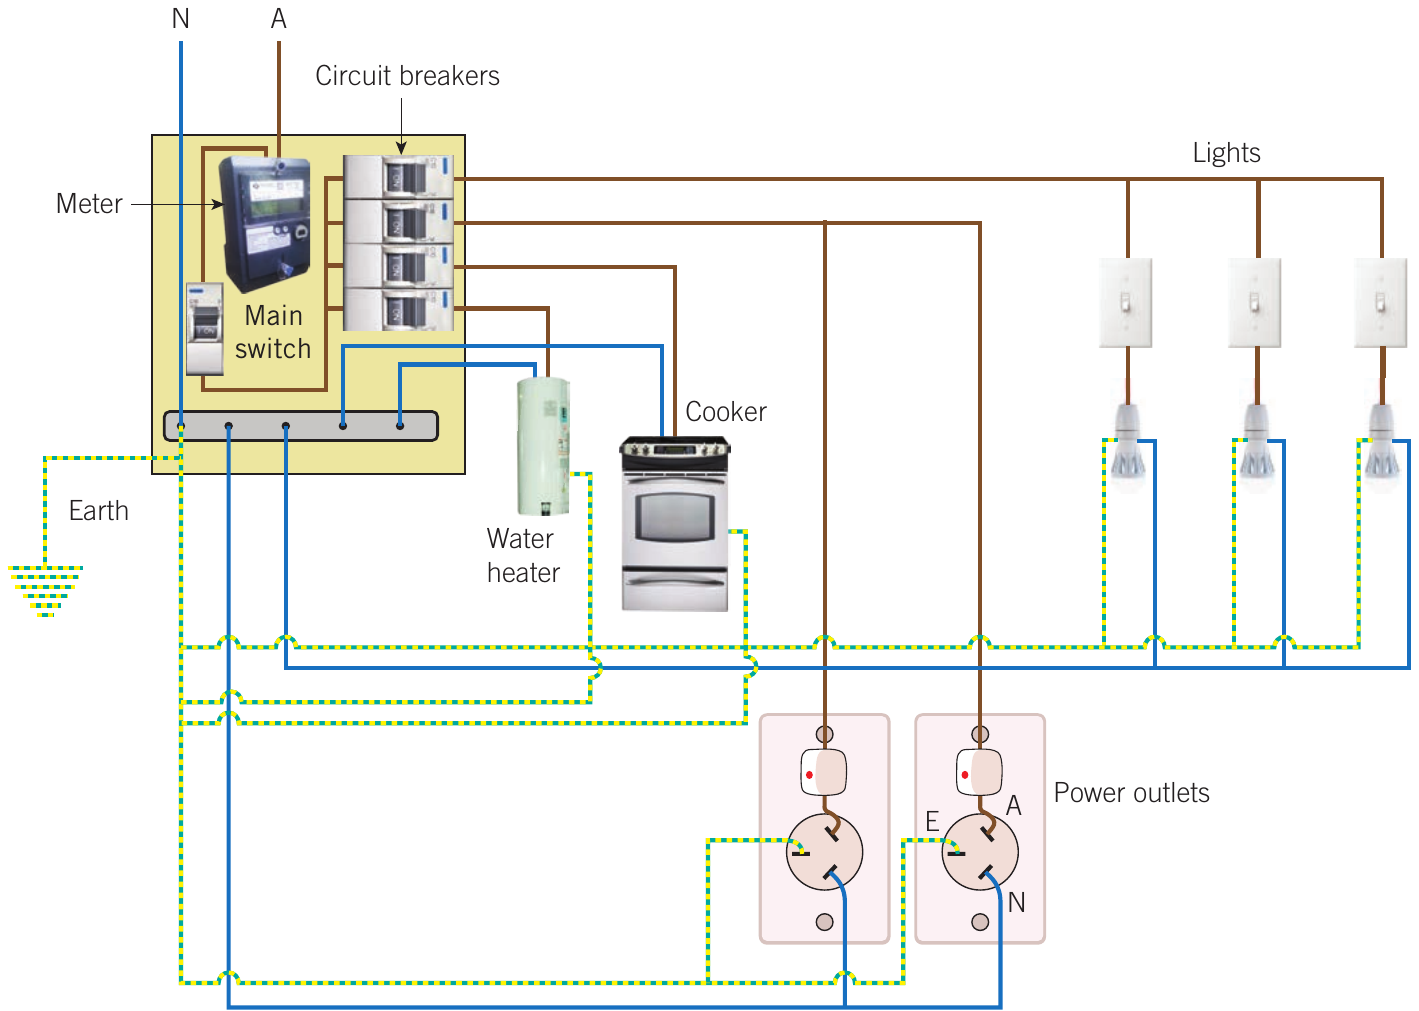 N
A
Circuit breakers
Lights
Meter
Main
switch
Cooker
Earth
Water
heater
Power outlets
E
A
N